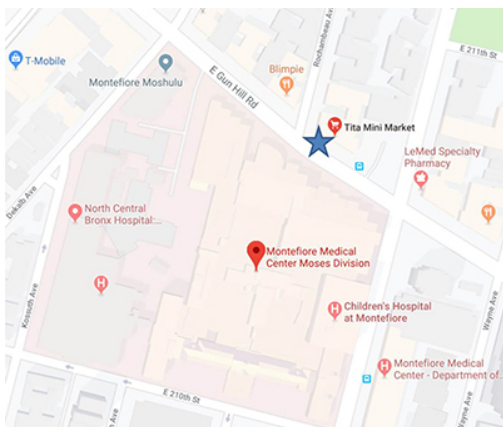 E 211th St
Rochambeau Ave
T-Mobile
Montefiore Moshulu
Blimpie
E Gun Hill Rd
Tita Mini Market
LeMed Specialty
Pharmacy
Dekalb Ave
North Central
Bronx Hospital:...
H
Montefiore Medical
Center Moses Division
Kossuth Ave
H
Children's Hospital
at Montefiore
Wayne Ave
H
Montefiore Medical
Center - Department of...
E 210th St
Wayne Ave